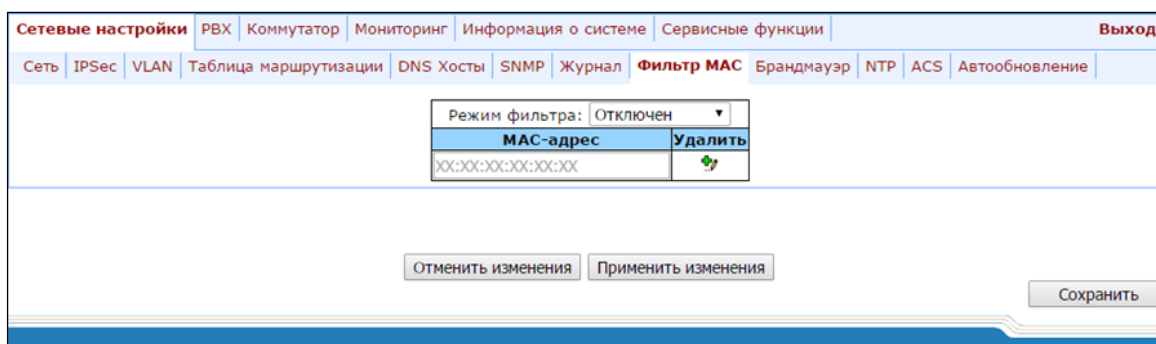 Сетевые настройки PBX Коммутатор Мониторинг Информация о системе Сервисные функции Выход
Сеть IPSec VLAN Таблица маршрутизации DNS Хосты SNMP Журнал Фильтр MAC Брандмауэр NTP ACS Автообновление
Режим фильтра: Отключен
MAC-адрес Удалить
XX:XX:XX:XX:XX:XX
Отменить изменения Применить изменения
Сохранить